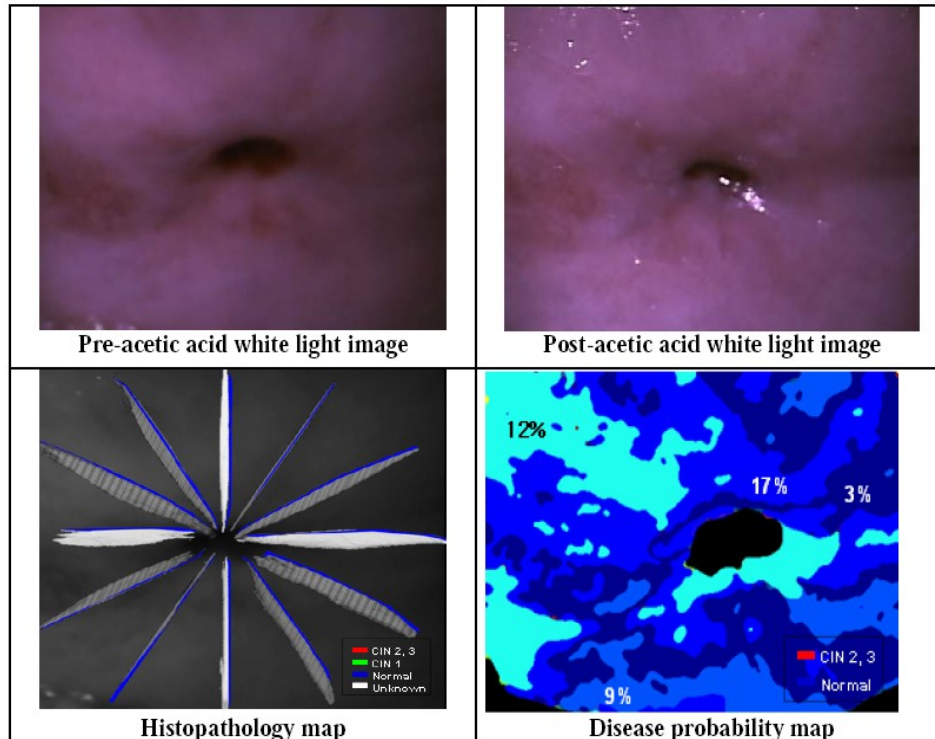 Pre-acetic acid white light image
Post-acetic acid white light image
CIN 2, 3
CIN 1
Normal
Unknown
Histopathology map
12%
17%
3%
9%
CIN 2, 3
Normal
Disease probability map